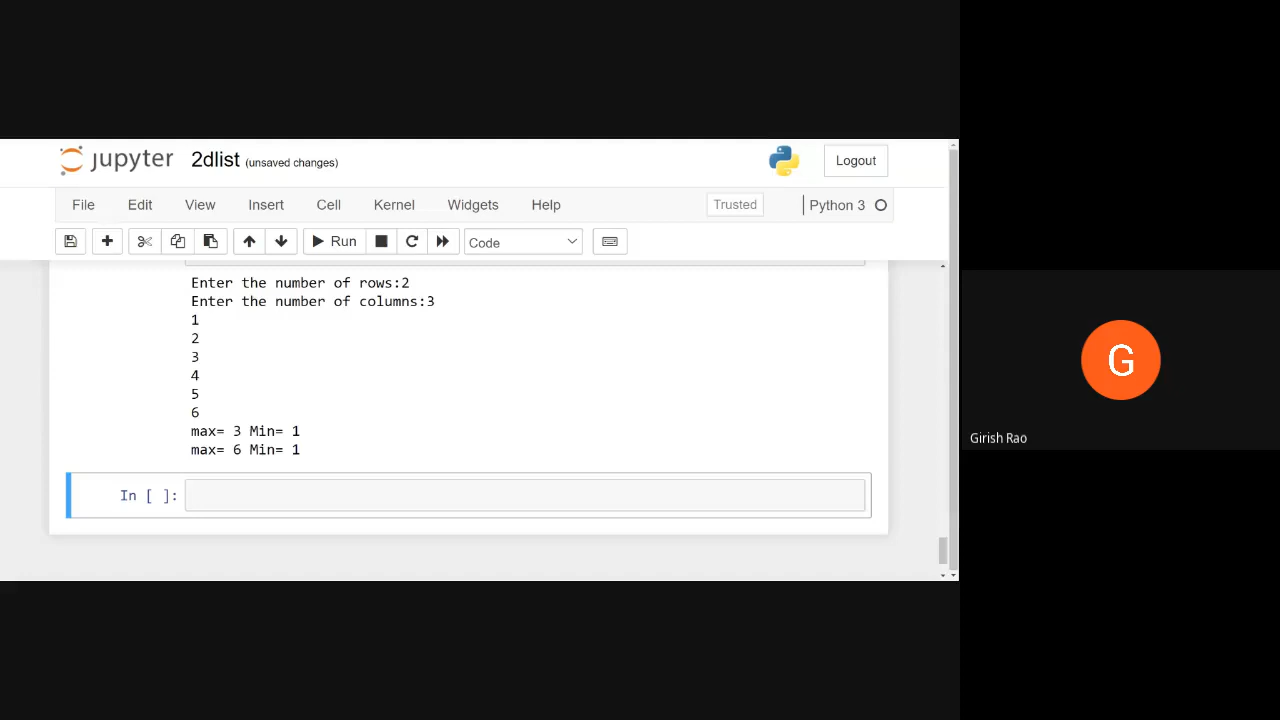 jupyter 2dlist (unsaved changes)
Logout
File Edit View Insert Cell Kernel Widgets Help
Trusted
Python 3
Run
Code
Enter the number of rows:2
Enter the number of columns:3
1
2
3
4
5
6
max= 3 Min= 1
max= 6 Min= 1
In [ ]:
G
Girish Rao